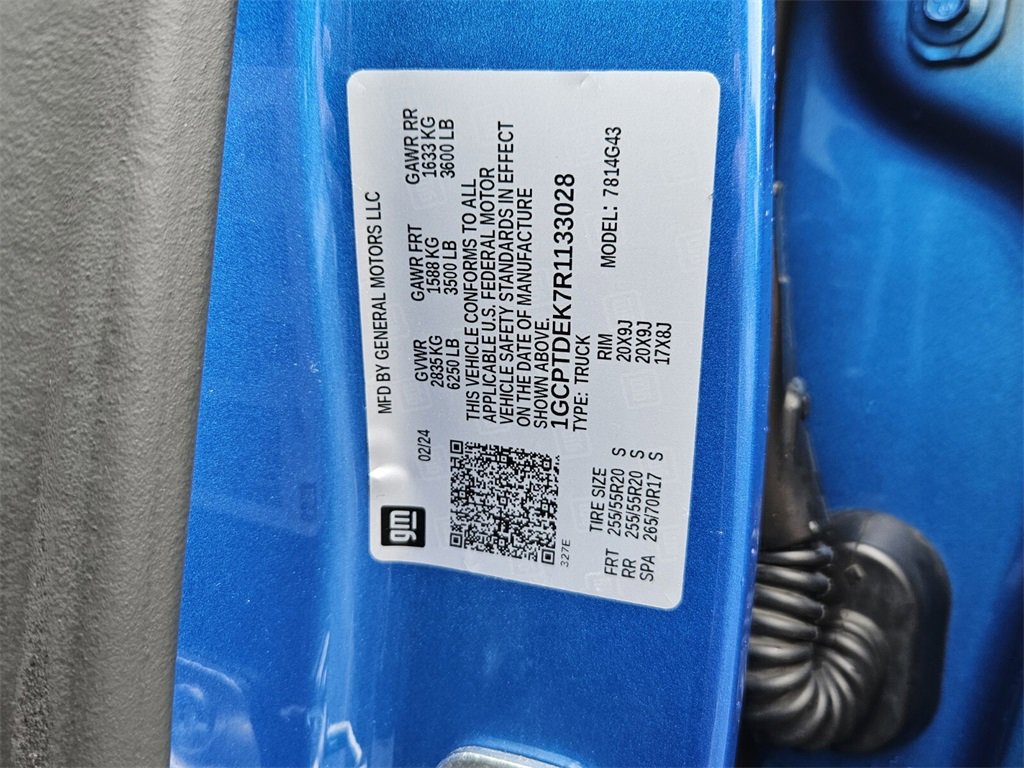 gm
MFD BY GENERAL MOTORS LLC
02/24 GVWR GAWR FRT GAWR RR
2835 KG 1588 KG 1633 KG
6250 LB 3500 LB 3600 LB
THIS VEHICLE CONFORMS TO ALL
APPLICABLE U.S. FEDERAL MOTOR
VEHICLE SAFETY STANDARDS IN EFFECT
ON THE DATE OF MANUFACTURE
SHOWN ABOVE.
1GCPTDEK7R1133028
327E
TYPE: TRUCK
MODEL: 7814G43
TIRE SIZE RIM
FRT 255/55R20 S 20X9J
RR 255/55R20 S 20X9J
SPA 265/70R17 S 17X8J